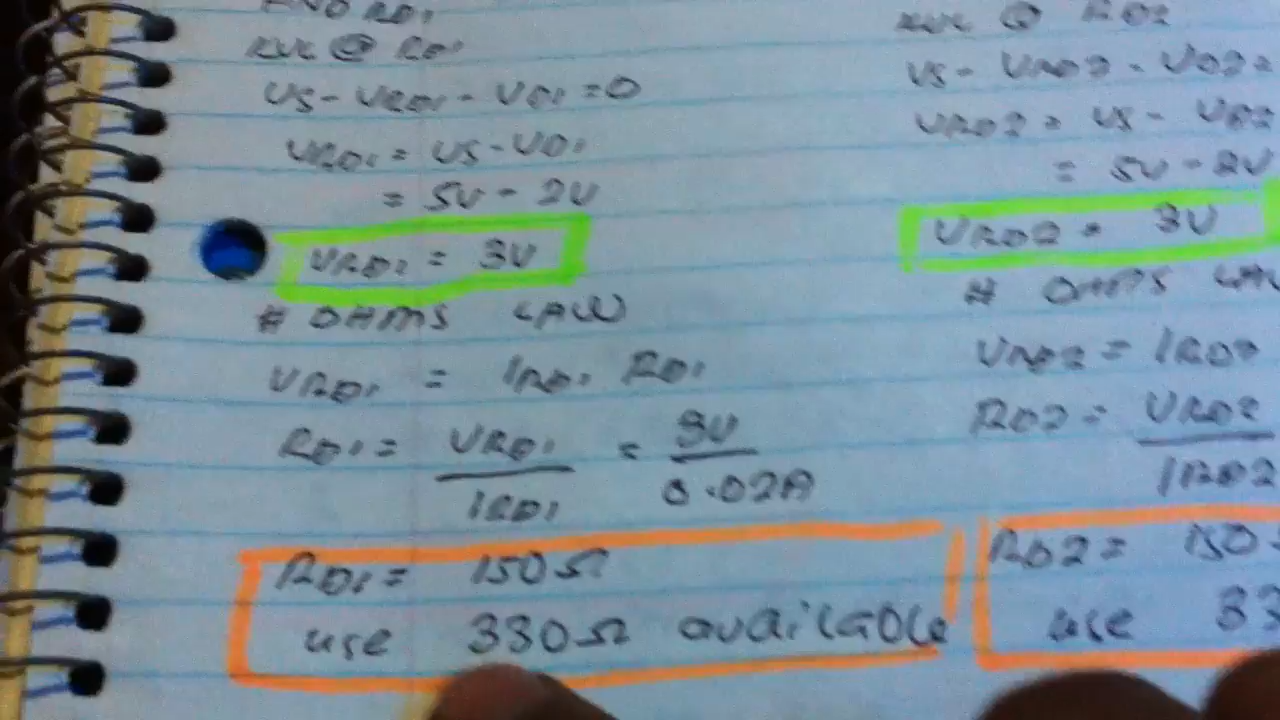 FIND RD1
KVL @ RD1
VS - VRD1 - VD1 = 0
VRD1 = VS - VD1
= 5V - 2V
VRD1 = 3V
# OHMS LAW
VRD1 = IRD1 RD1
RD1 = VRD1 / IRD1 = 3V / 0.02A
RD1 = 150Ω
use 330Ω available
KVL @ RD2
VS - VRD2 - VD2 =
VRD2 = VS - VD2
= 5V - 2V
VRD2 = 3V
# OHMS LAW
VRD2 = IRD2
RD2 = VRD2 / IRD2
RD2 = 150
use 33